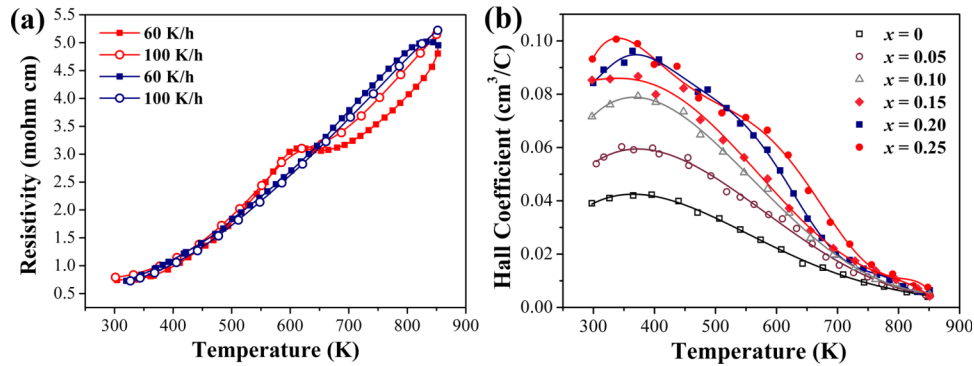 (a)
60 K/h
100 K/h
60 K/h
100 K/h
Resistivity (mohm cm)
5.5
5.0
4.5
4.0
3.5
3.0
2.5
2.0
1.5
1.0
0.5
300 400 500 600 700 800 900
Temperature (K)
(b)
x = 0
x = 0.05
x = 0.10
x = 0.15
x = 0.20
x = 0.25
Hall Coefficient (cm³/C)
0.10
0.08
0.06
0.04
0.02
0.00
300 400 500 600 700 800 900
Temperature (K)